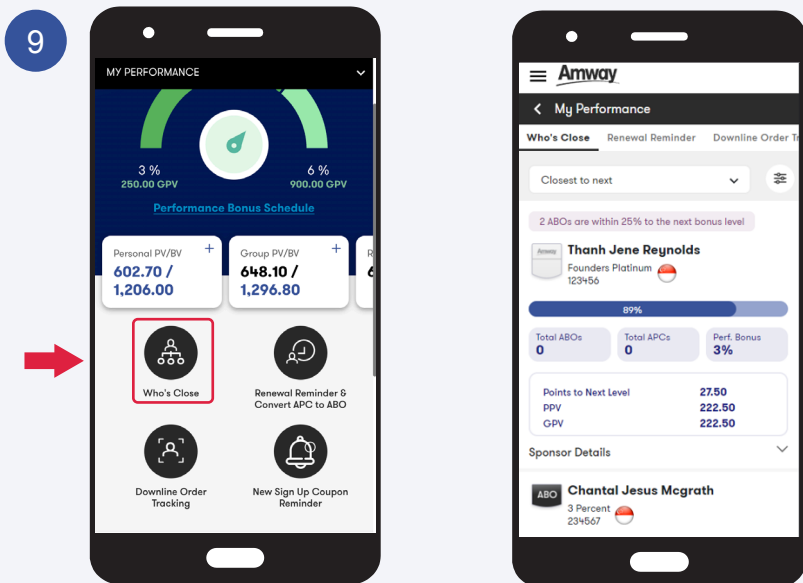 9
MY PERFORMANCE
3 %
250.00 GPV
6 %
900.00 GPV
Performance Bonus Schedule
Personal PV/BV +
602.70 /
1,206.00
Group PV/BV +
648.10 /
1,296.80
Who's Close
Renewal Reminder &
Convert APC to ABO
Downline Order
Tracking
New Sign Up Coupon
Reminder
Amway
My Performance
Who's Close Renewal Reminder Downline Order Tr
Closest to next
2 ABOs are within 25% to the next bonus level
Amway
Thanh Jene Reynolds
Founders Platinum
123456
89%
Total ABOs
0
Total APCs
0
Perf. Bonus
3%
Points to Next Level 27.50
PPV 222.50
GPV 222.50
Sponsor Details
ABO
Chantal Jesus Mcgrath
3 Percent
234567